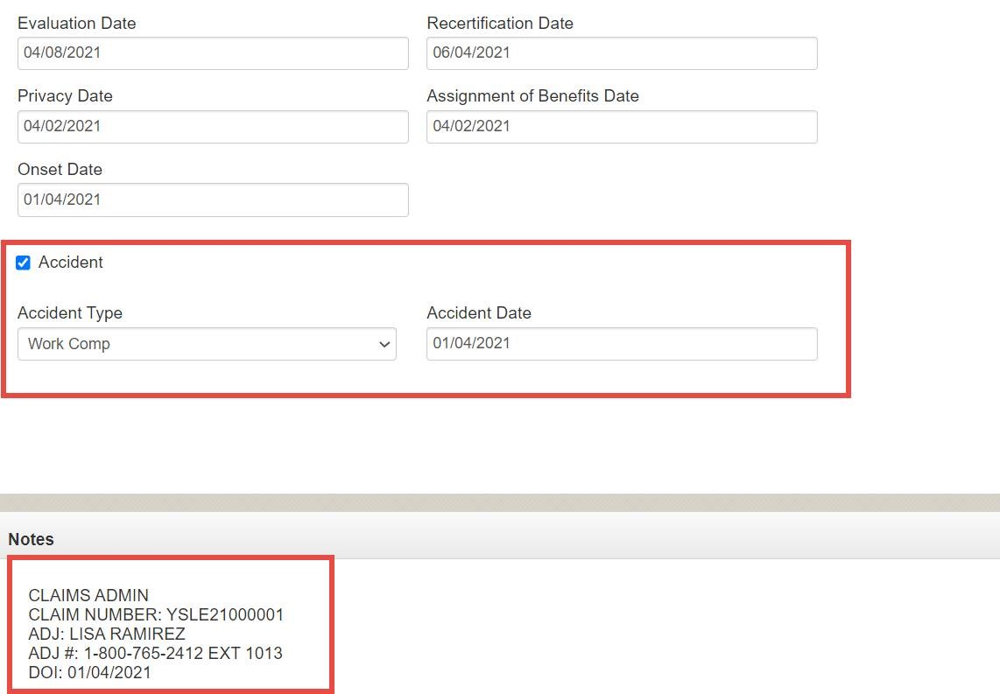 Evaluation Date
Recertification Date
04/08/2021
06/04/2021
Privacy Date
Assignment of Benefits Date
04/02/2021
04/02/2021
Onset Date
01/04/2021
Accident
Accident Type
Accident Date
Work Comp
01/04/2021
Notes
CLAIMS ADMIN
CLAIM NUMBER: YSLE21000001
ADJ: LISA RAMIREZ
ADJ #: 1-800-765-2412 EXT 1013
DOI: 01/04/2021